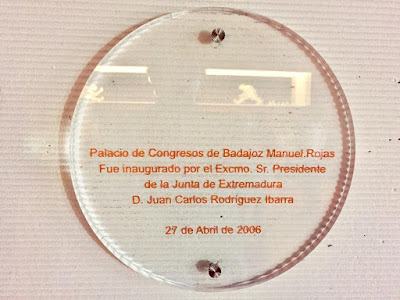 Palacio de Congresos de Badajoz Manuel Rojas
Fue inaugurado por el Excmo. Sr. Presidente
de la Junta de Extremadura
D. Juan Carlos Rodríguez Ibarra
27 de Abril de 2006